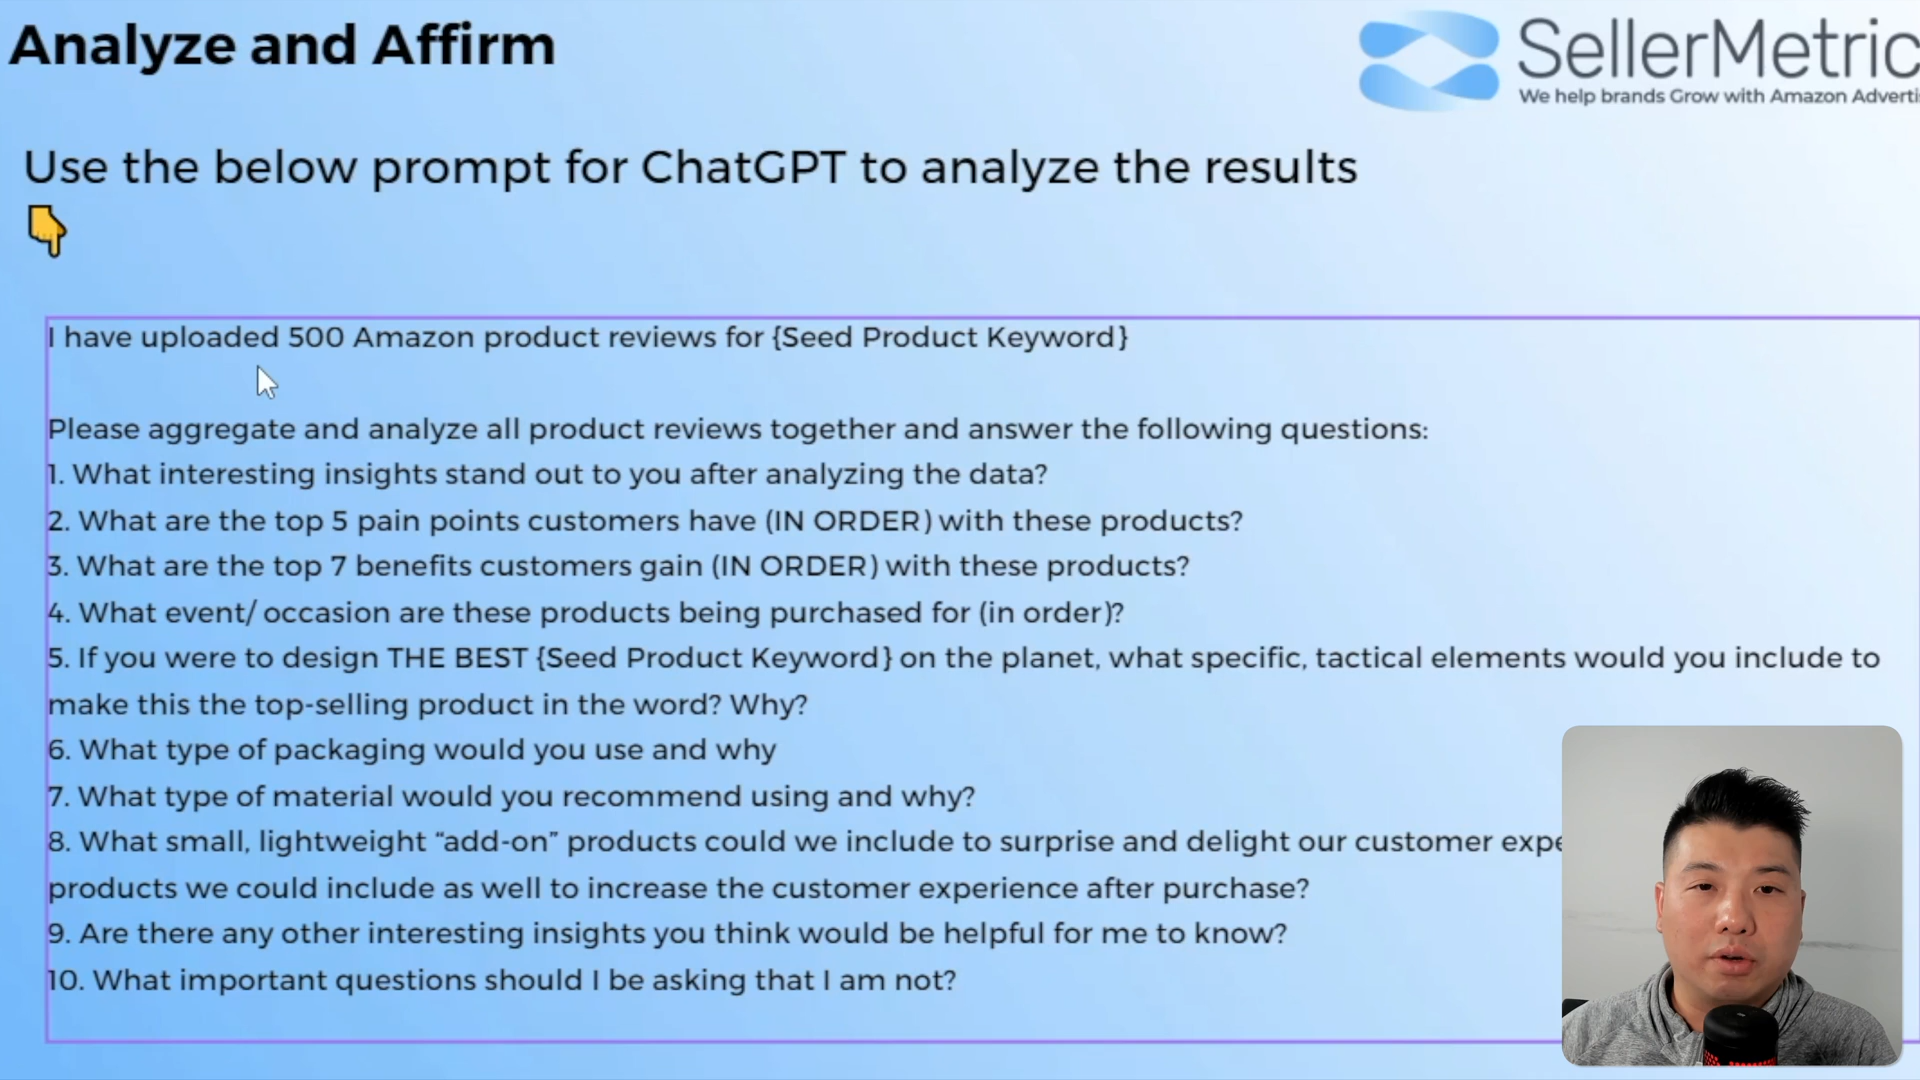 Analyze and Affirm
SellerMetric
We help brands Grow with Amazon Adverti
Use the below prompt for ChatGPT to analyze the results
I have uploaded 500 Amazon product reviews for {Seed Product Keyword}
Please aggregate and analyze all product reviews together and answer the following questions:
1. What interesting insights stand out to you after analyzing the data?
2. What are the top 5 pain points customers have (IN ORDER) with these products?
3. What are the top 7 benefits customers gain (IN ORDER) with these products?
4. What event/ occasion are these products being purchased for (in order)?
5. If you were to design THE BEST {Seed Product Keyword} on the planet, what specific, tactical elements would you include to
make this the top-selling product in the word? Why?
6. What type of packaging would you use and why
7. What type of material would you recommend using and why?
8. What small, lightweight “add-on” products could we include to surprise and delight our customer expe
products we could include as well to increase the customer experience after purchase?
9. Are there any other interesting insights you think would be helpful for me to know?
10. What important questions should I be asking that I am not?